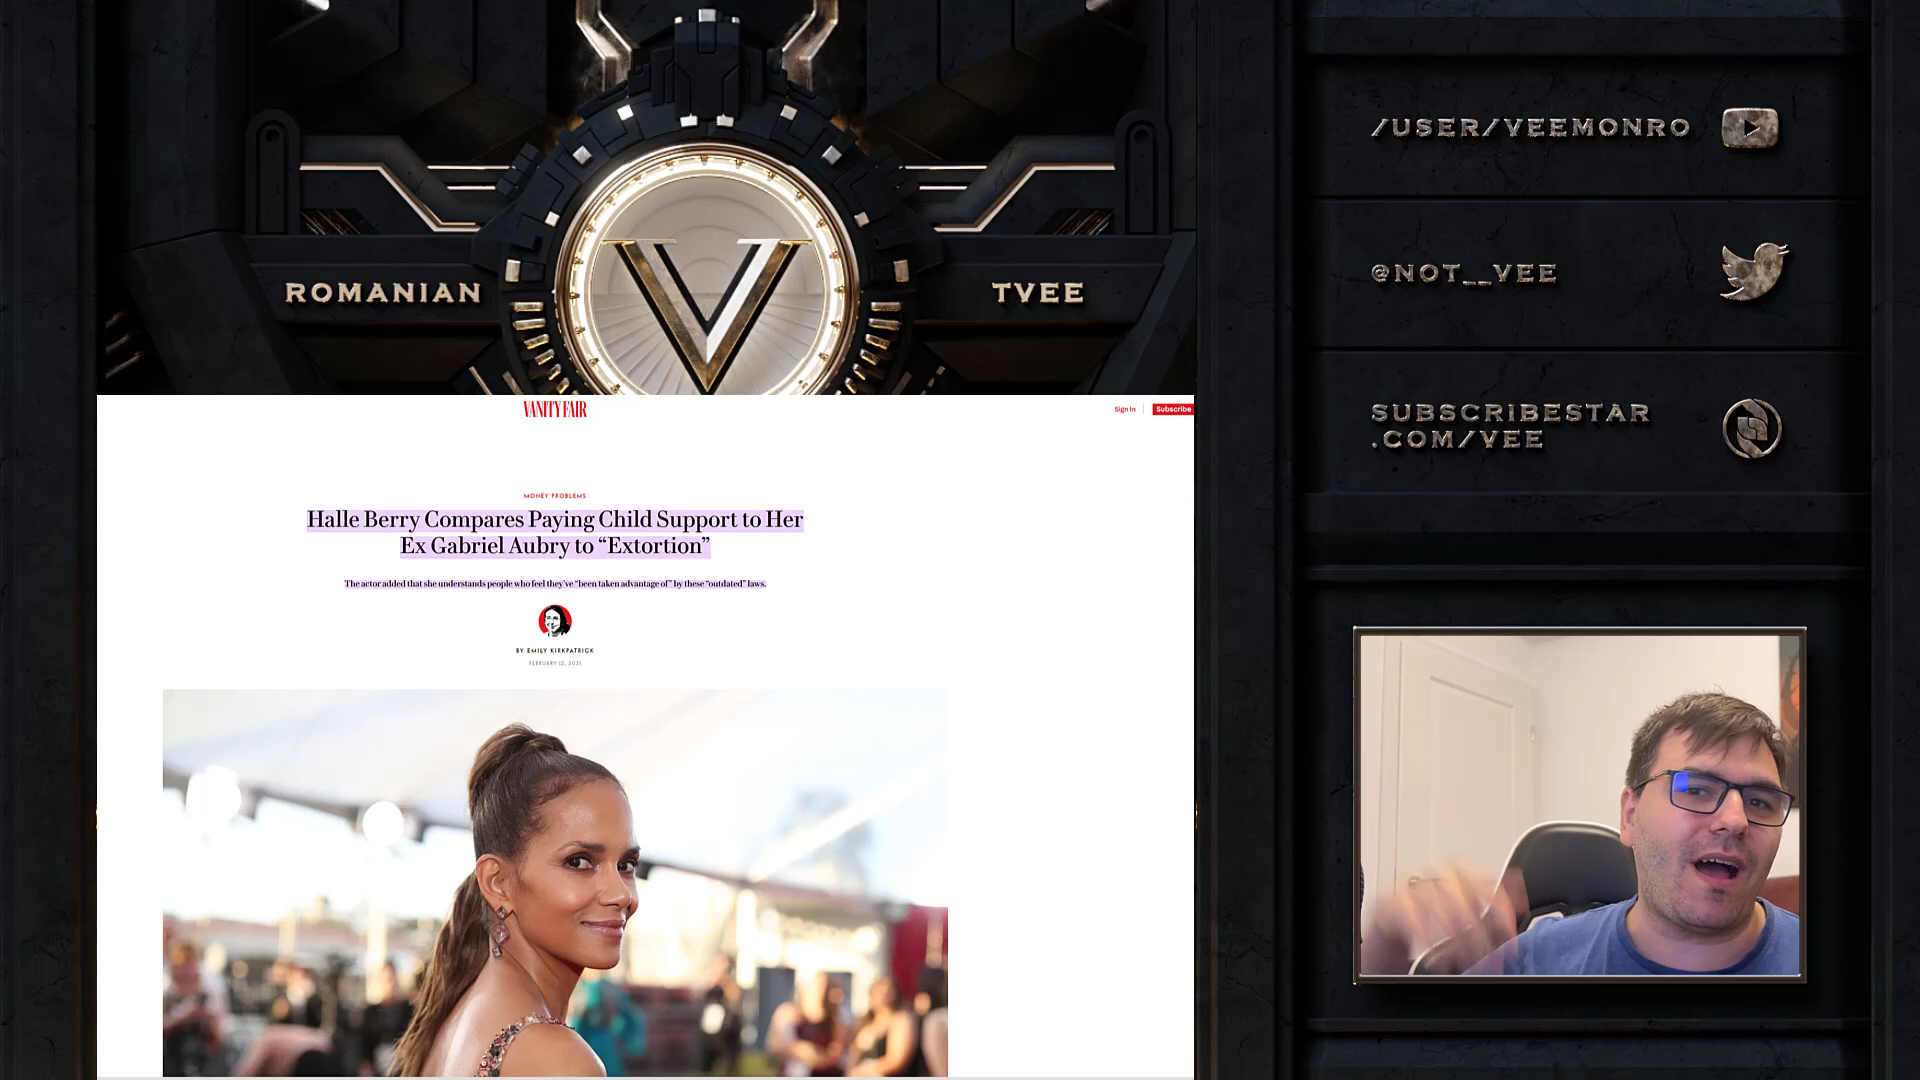 ROMANIAN
V
TVEE
VANITY FAIR
Sign In
Subscribe
MONEY PROBLEMS
Halle Berry Compares Paying Child Support to Her
Ex Gabriel Aubry to “Extortion”
The actor added that she understands people who feel they’ve “been taken advantage of” by these “outdated” laws.
BY EMILY KIRKPATRICK
FEBRUARY 12, 2021
/USER/VEEMONRO
@NOT__VEE
SUBSCRIBESTAR
.COM/VEE